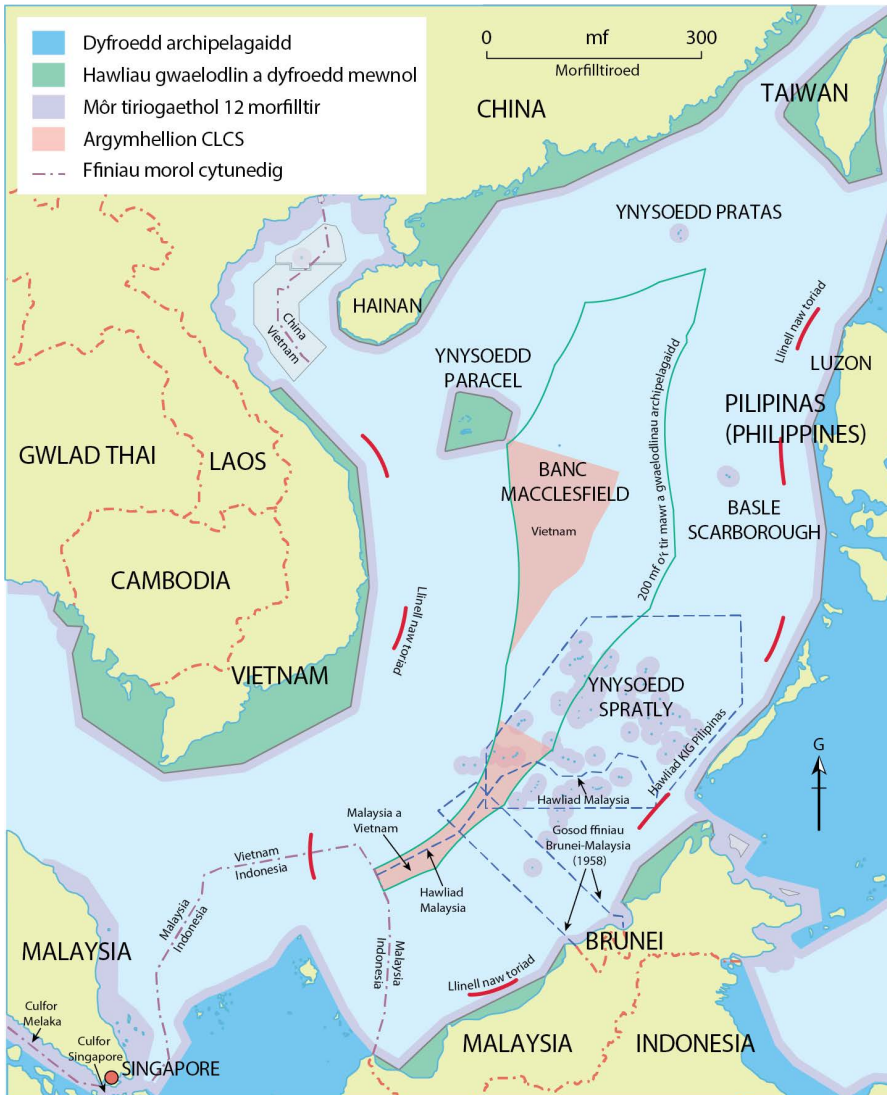 Dyfroedd archipelagaidd
Hawliau gwaelodlin a dyfroedd mewnol
Môr tiriogaethol 12 morfilltir
Argymhellion CLCS
Ffiniau morol cytunedig
0 mf 300
Morfilltiroed
CHINA
TAIWAN
YNYSOEDD PRATAS
HAINAN
China
Vietnam
YNYSOEDD
PARACEL
Llinell naw toriad
LUZON
PILIPINAS
(PHILIPPINES)
GWLAD THAI
LAOS
BANC
MACCLESFIELD
Vietnam
200 mf o'r tir mawr a gwaelodlinau archipelagaidd
BASLE
SCARBOROUGH
CAMBODIA
Llinell naw toriad
VIETNAM
YNYSOEDD
SPRATLY
Hawliad KIG Pilipinas
G
Hawliad Malaysia
Malaysia a
Vietnam
Gosod ffiniau
Brunei-Malaysia
(1958)
Vietnam
Indonesia
Hawliad
Malaysia
Malaysia
Indonesia
MALAYSIA
Malaysia
Indonesia
BRUNEI
Llinell naw toriad
Culfor
Melaka
Culfor
Singapore
SINGAPORE
MALAYSIA
INDONESIA